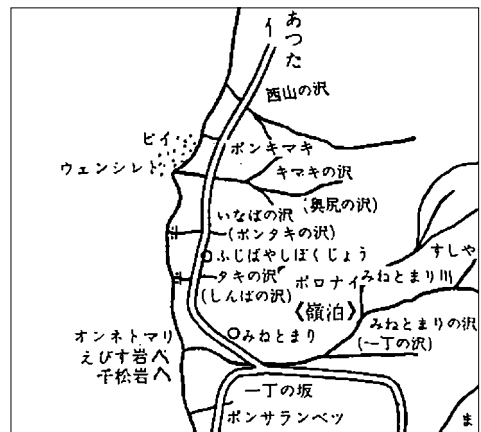 あつた
イ
西山の沢
ピイ
ポンキマキ
ウェンシレト
キマキの沢
(奥尻の沢)
いなばの沢
(ポンタキの沢)
ふじばやしぼくじょう
すしや
タキの沢
(しんばの沢)
ポロナイ
みねとまり川
《嶺泊》
みねとまりの沢
(一丁の沢)
オンネトマリ
えびす岩へ
千松岩へ
みねとまり
一丁の坂
ポンサランベツ
ま